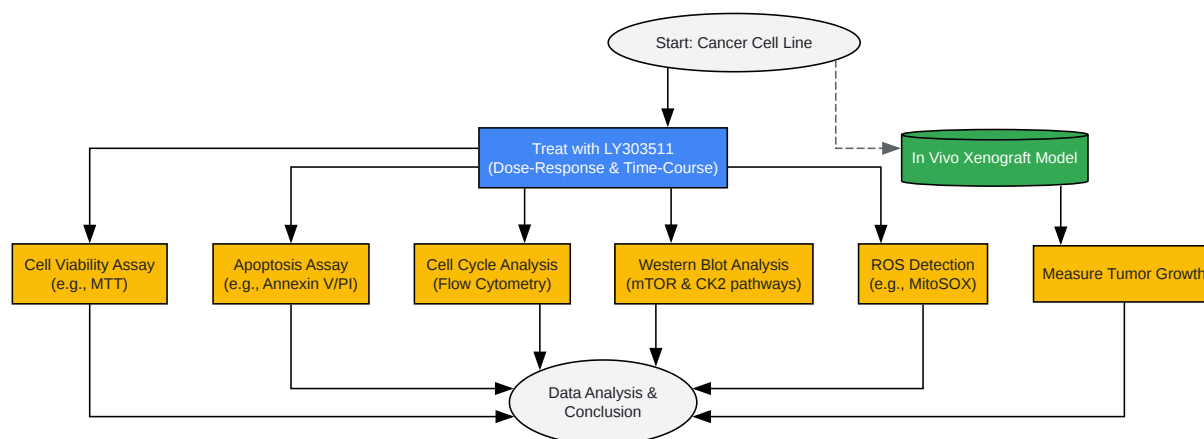 Start: Cancer Cell Line
Treat with LY303511
(Dose-Response & Time-Course)
In Vivo Xenograft Model
Cell Viability Assay
(e.g., MTT)
Apoptosis Assay
(e.g., Annexin V/PI)
Cell Cycle Analysis
(Flow Cytometry)
Western Blot Analysis
(mTOR & CK2 pathways)
ROS Detection
(e.g., MitoSOX)
Measure Tumor Growth
Data Analysis &
Conclusion